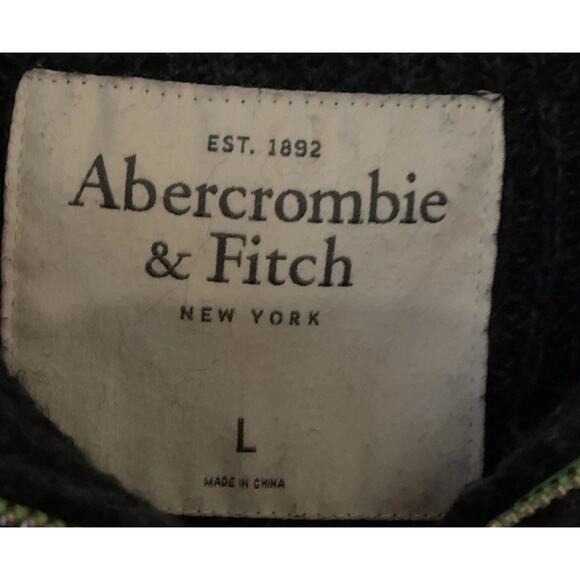 EST. 1892
Abercrombie
& Fitch
NEW YORK
L
MADE IN CHINA